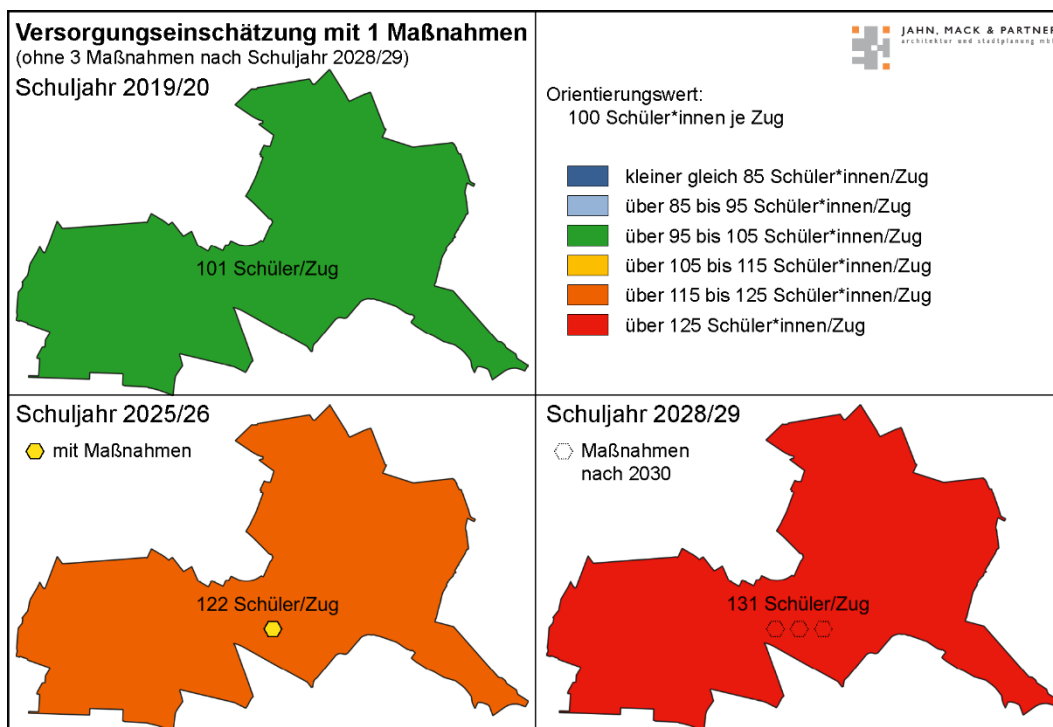 Versorgungseinschätzung mit 1 Maßnahmen
(ohne 3 Maßnahmen nach Schuljahr 2028/29)
Schuljahr 2019/20
101 Schüler/Zug
JAHN, MACK & PARTNER
architektur und stadtplanung mbb
Orientierungswert:
100 Schüler*innen je Zug
kleiner gleich 85 Schüler*innen/Zug
über 85 bis 95 Schüler*innen/Zug
über 95 bis 105 Schüler*innen/Zug
über 105 bis 115 Schüler*innen/Zug
über 115 bis 125 Schüler*innen/Zug
über 125 Schüler*innen/Zug
Schuljahr 2025/26
mit Maßnahmen
122 Schüler/Zug
Schuljahr 2028/29
Maßnahmen
nach 2030
131 Schüler/Zug